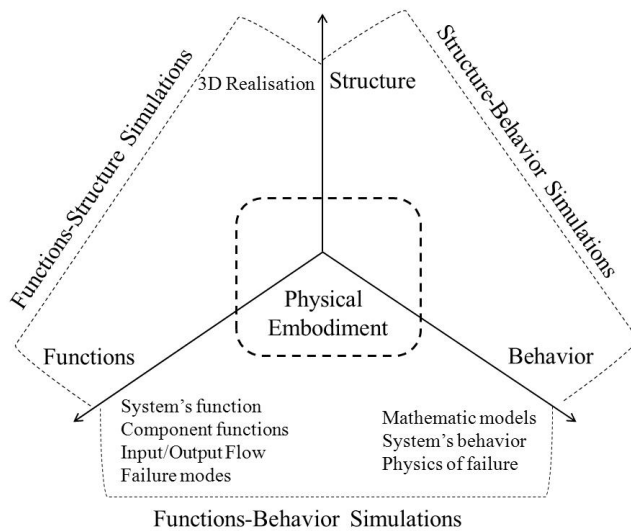 Functions-Structure Simulations
3D Realisation
Structure
Structure-Behavior Simulations
Physical
Embodiment
Functions
Behavior
System's function
Component functions
Input/Output Flow
Failure modes
Mathematic models
System's behavior
Physics of failure
Functions-Behavior Simulations